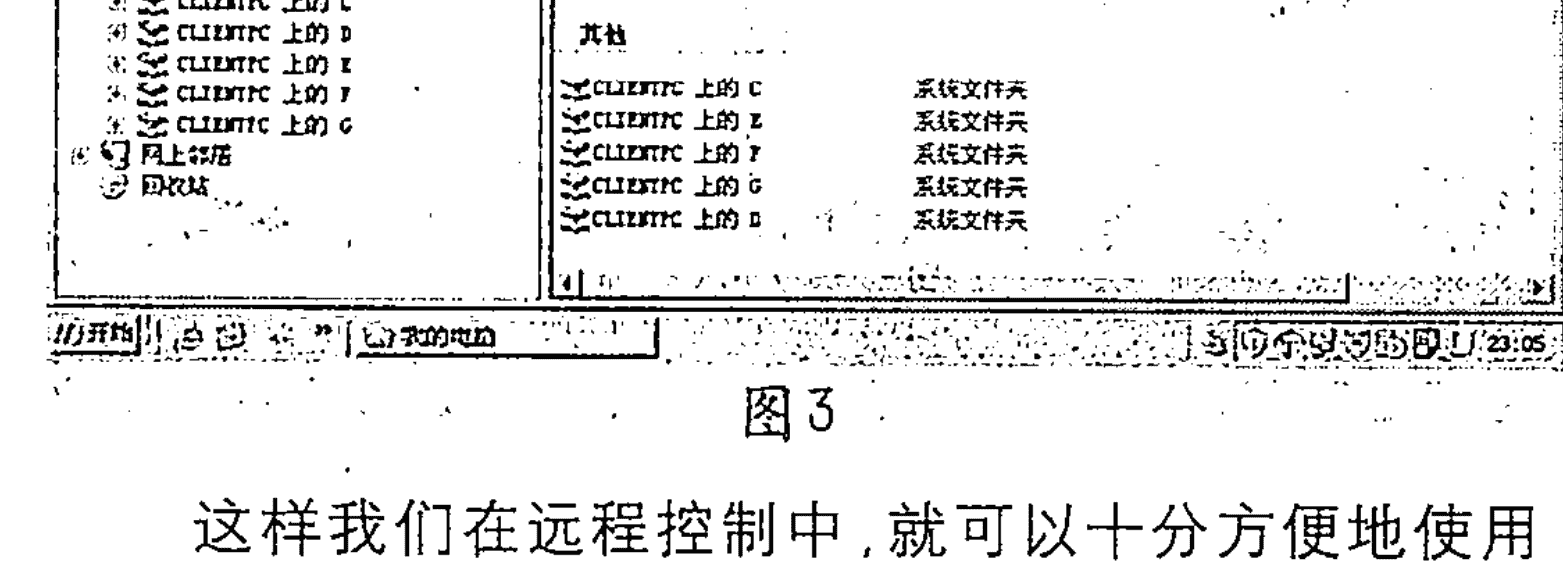 CLIENTPC 上的 C
CLIENTPC 上的 D
CLIENTPC 上的 E
CLIENTPC 上的 F
CLIENTPC 上的 G
网上邻居
回收站
其他
CLIENTPC 上的 C 系统文件夹
CLIENTPC 上的 E 系统文件夹
CLIENTPC 上的 F 系统文件夹
CLIENTPC 上的 G 系统文件夹
CLIENTPC 上的 D 系统文件夹
开始 » 我的电脑 23:05
图3
这样我们在远程控制中,就可以十分方便地使用